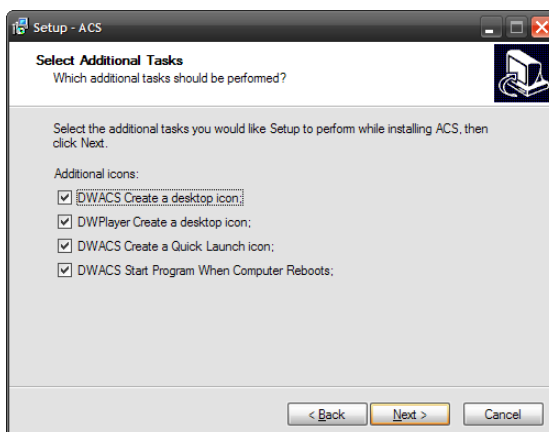 Setup - ACS
Select Additional Tasks
Which additional tasks should be performed?
Select the additional tasks you would like Setup to perform while installing ACS, then
click Next.
Additional icons:
DWACS Create a desktop icon;
DWPlayer Create a desktop icon;
DWACS Create a Quick Launch icon;
DWACS Start Program When Computer Reboots;
< Back
Next >
Cancel